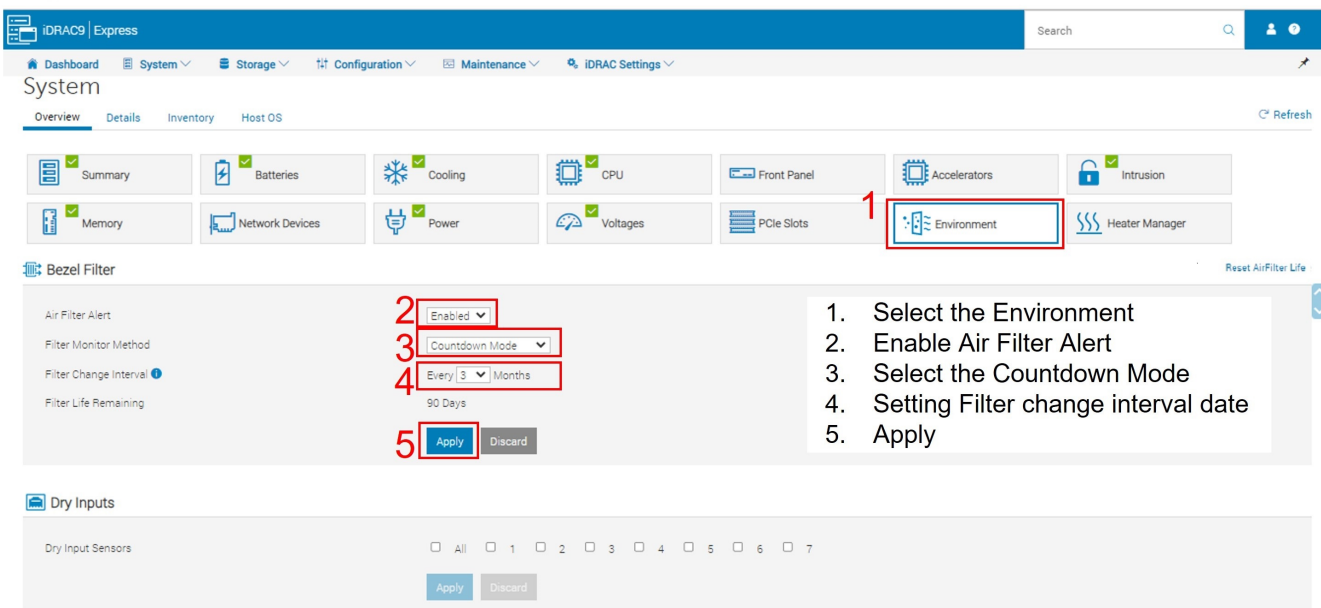 iDRAC9 | Express
Search
Dashboard System Storage Configuration Maintenance iDRAC Settings
System
Overview Details Inventory Host OS
Refresh
Summary Batteries Cooling CPU Front Panel Accelerators Intrusion
Memory Network Devices Power Voltages PCIe Slots 1 Environment Heater Manager
Bezel Filter
Reset AirFilter Life
Air Filter Alert 2 Enabled
Filter Monitor Method 3 Countdown Mode
Filter Change Interval 4 Every 3 Months
Filter Life Remaining 90 Days
5 Apply Discard
1. Select the Environment
2. Enable Air Filter Alert
3. Select the Countdown Mode
4. Setting Filter change interval date
5. Apply
Dry Inputs
Dry Input Sensors All 1 2 3 4 5 6 7
Apply Discard